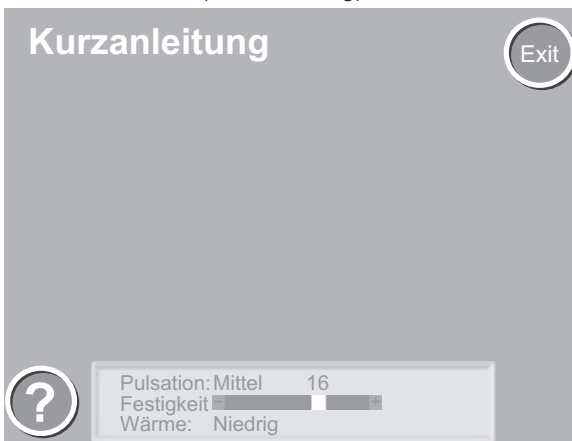 Kurzanleitung
Exit
?
Pulsation: Mittel 16
Festigkeit - +
Wärme: Niedrig